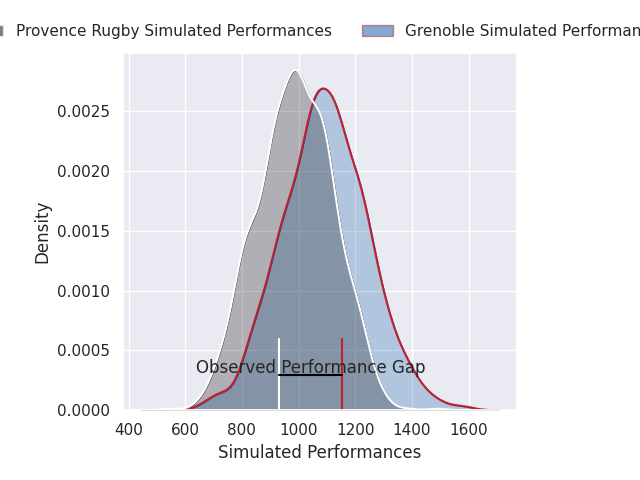 Provence Rugby Simulated Performances
Grenoble Simulated
0.0025
0.0020
0.0015
0.0010
0.0005
0.0000
Density
Observed Performance Gap
400 600 800 1000 1200 1400 1600
Simulated Performances